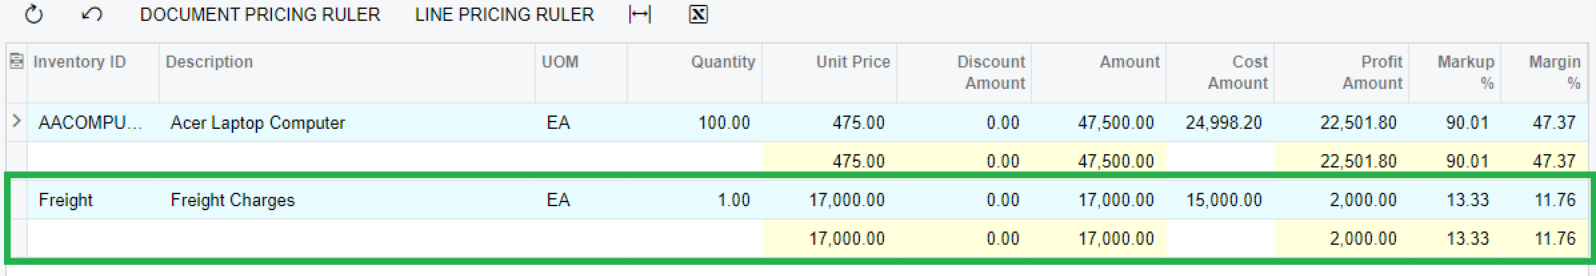 DOCUMENT PRICING RULER LINE PRICING RULER
Inventory ID Description UOM Quantity Unit Price Discount Amount Amount Cost Amount Profit Amount Markup % Margin %
AACOMPU... Acer Laptop Computer EA 100.00 475.00 0.00 47,500.00 24,998.20 22,501.80 90.01 47.37
475.00 0.00 47,500.00 22,501.80 90.01 47.37
Freight Freight Charges EA 1.00 17,000.00 0.00 17,000.00 15,000.00 2,000.00 13.33 11.76
17,000.00 0.00 17,000.00 2,000.00 13.33 11.76